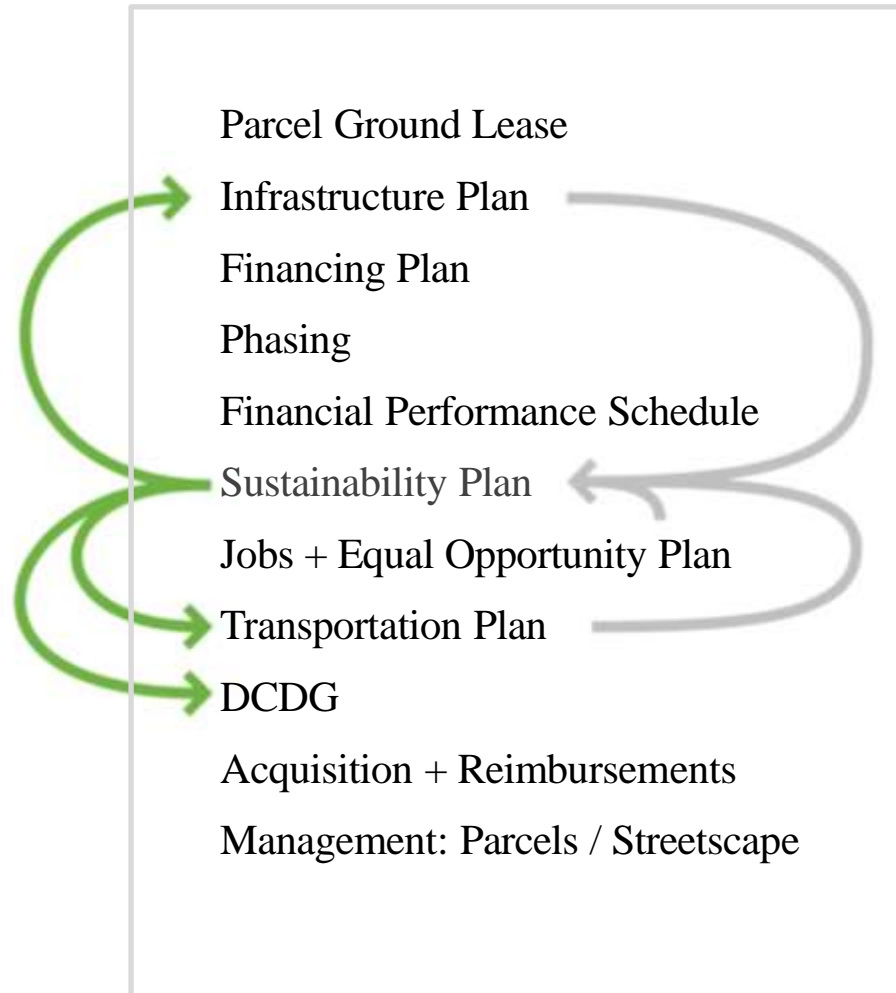 Parcel Ground Lease
Infrastructure Plan
Financing Plan
Phasing
Financial Performance Schedule
Sustainability Plan
Jobs + Equal Opportunity Plan
Transportation Plan
DCDG
Acquisition + Reimbursements
Management: Parcels / Streetscape